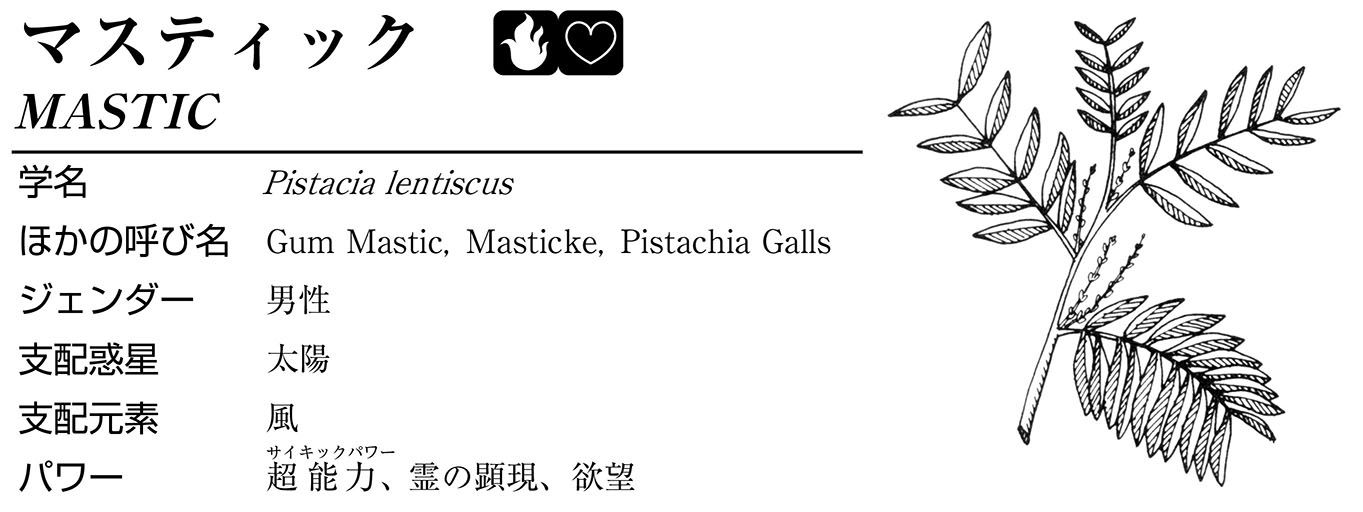 マスティック
MASTIC
学名 Pistacia lentiscus
ほかの呼び名 Gum Mastic, Masticke, Pistachia Galls
ジェンダー 男性
支配惑星 太陽
支配元素 風
サイキックパワー
パワー 超能力、霊の顕現、欲望